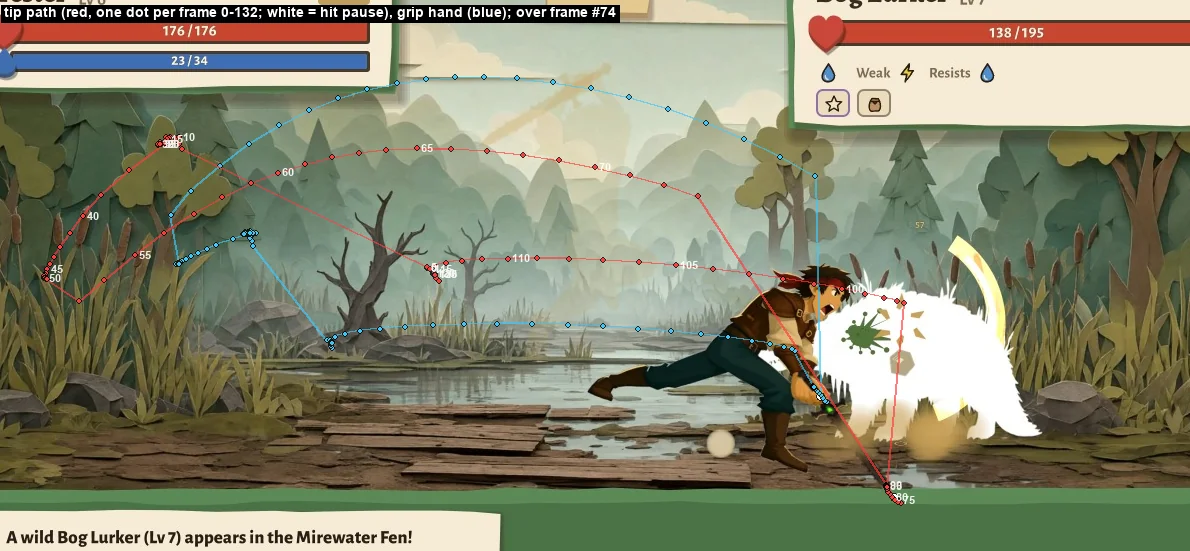 tip path (red, one dot per frame 0-132; white = hit pause), grip hand (blue); over frame #74
Bog Lurker Lv 7
176 / 176
138 / 195
23 / 34
Weak
Resists
10
65
60
70
57
40
55
45
50
110
105
100
75
A wild Bog Lurker (Lv 7) appears in the Mirewater Fen!